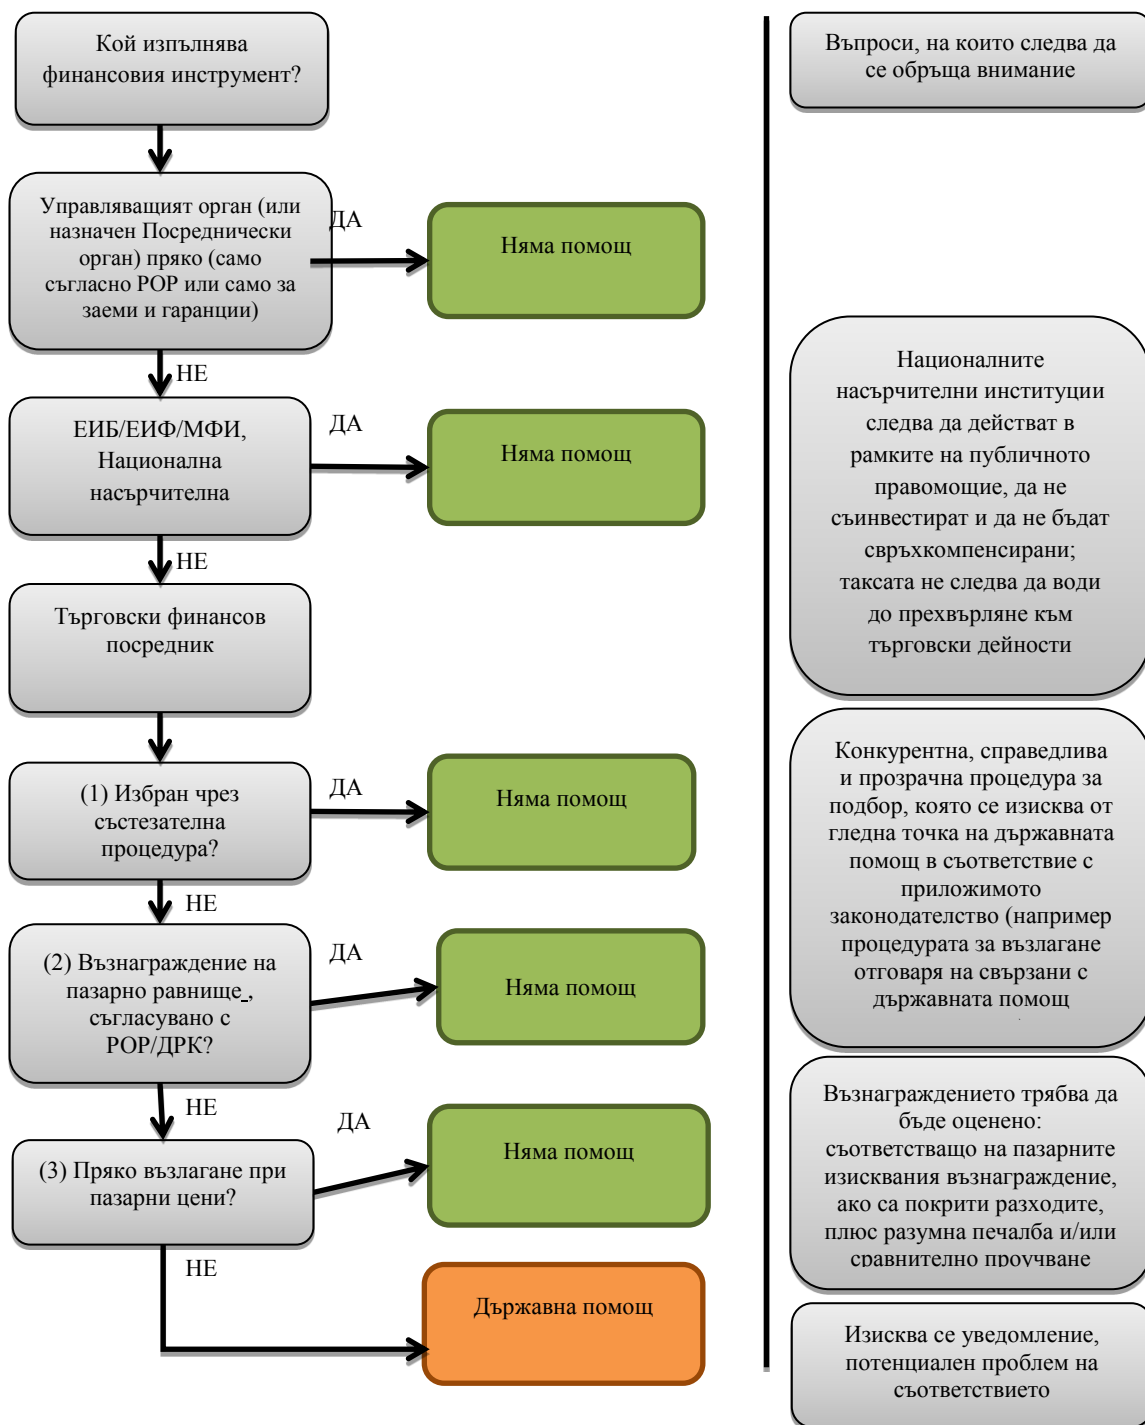 Кой изпълнява
финансовия инструмент?
Управляващият орган (или
назначен Посреднически
орган) пряко (само
съгласно РОР или само за
заеми и гаранции)
ДА
Няма помощ
НЕ
ЕИБ/ЕИФ/МФИ,
Национална
насърчителна
ДА
Няма помощ
НЕ
Търговски финансов
посредник
(1) Избран чрез
състезателна
процедура?
ДА
Няма помощ
НЕ
(2) Възнаграждение на
пазарно равнище ,
съгласувано с
РОР/ДРК?
ДА
Няма помощ
НЕ
(3) Пряко възлагане при
пазарни цени?
ДА
Няма помощ
НЕ
Държавна помощ
Въпроси, на които следва да
се обръща внимание
Националните
насърчителни институции
следва да действат в
рамките на публичното
правомощие, да не
съинвестират и да не бъдат
свръхкомпенсирани;
таксата не следва да води
до прехвърляне към
търговски дейности
Конкурентна, справедлива
и прозрачна процедура за
подбор, която се изисква от
гледна точка на държавната
помощ в съответствие с
приложимото
законодателство (например
процедурата за възлагане
отговаря на свързани с
държавната помощ
Възнаграждението трябва да
бъде оценено:
съответстващо на пазарните
изисквания възнаграждение,
ако са покрити разходите,
плюс разумна печалба и/или
сравнително проучване
Изисква се уведомление,
потенциален проблем на
съответствието